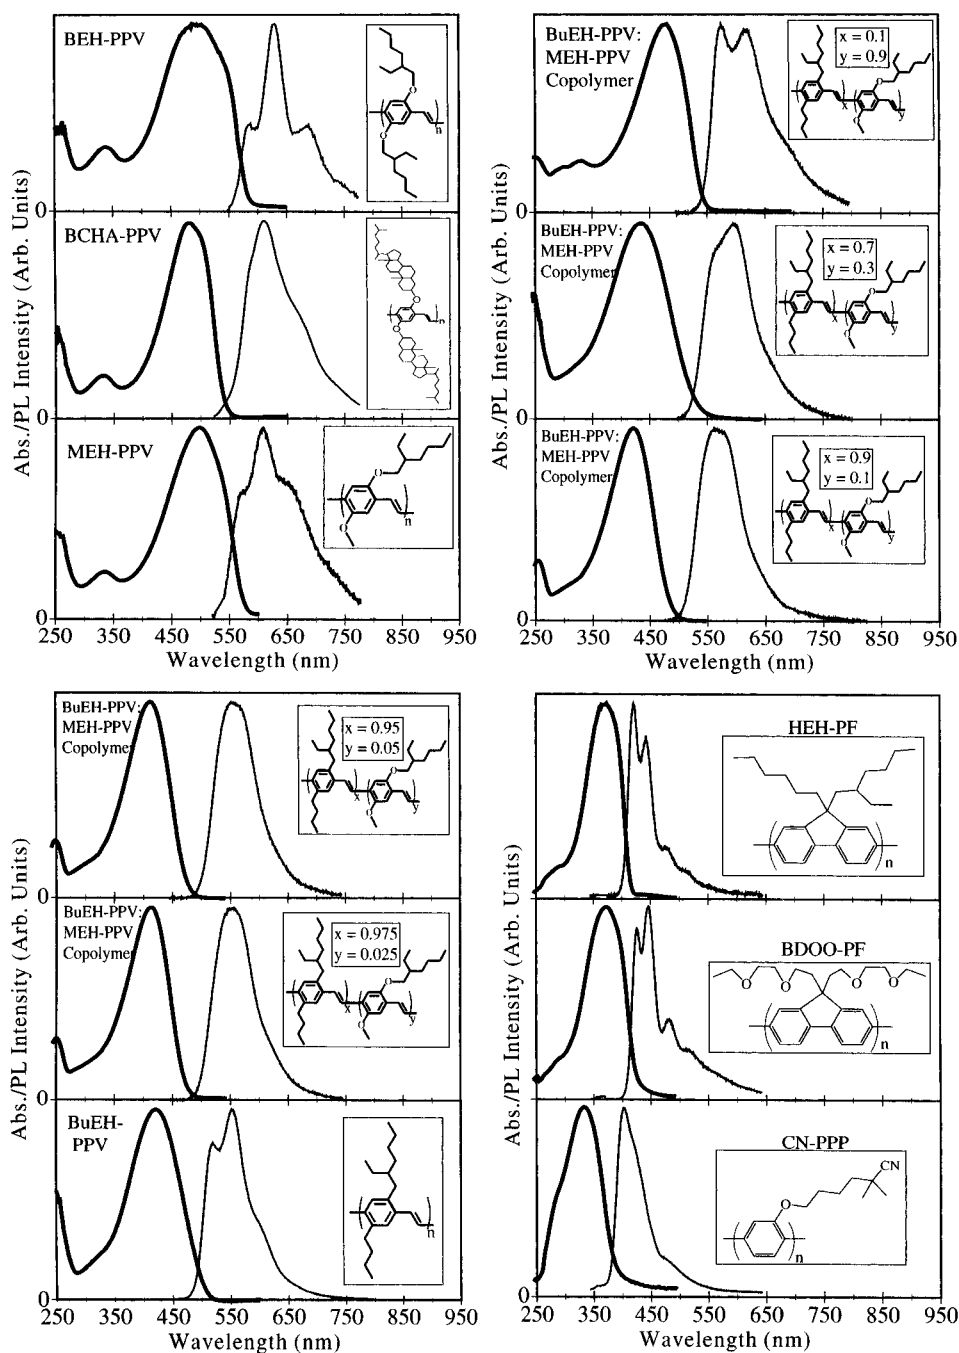 BEH-PPV
O
O
n
0
BCHA-PPV
O
O
n
0
MEH-PPV
O
O
n
0
250 350 450 550 650 750 850 950
Wavelength (nm)
Abs./PL Intensity (Arb. Units)
BuEH-PPV:
MEH-PPV
Copolymer
x = 0.1
y = 0.9
O
x
O
y
0
BuEH-PPV:
MEH-PPV
Copolymer
x = 0.7
y = 0.3
O
x
O
y
0
BuEH-PPV:
MEH-PPV
Copolymer
x = 0.9
y = 0.1
O
x
O
y
0
250 350 450 550 650 750 850 950
Wavelength (nm)
Abs./PL Intensity (Arb. Units)
BuEH-PPV:
MEH-PPV
Copolymer
x = 0.95
y = 0.05
O
x
O
y
0
BuEH-PPV:
MEH-PPV
Copolymer
x = 0.975
y = 0.025
O
x
O
y
0
BuEH-
PPV
n
0
250 350 450 550 650 750 850 950
Wavelength (nm)
Abs./PL Intensity (Arb. Units)
HEH-PF
n
0
BDOO-PF
O O O O
n
0
CN-PPP
CN
O
n
0
250 350 450 550 650 750 850 950
Wavelength (nm)
Abs./PL Intensity (Arb. Units)